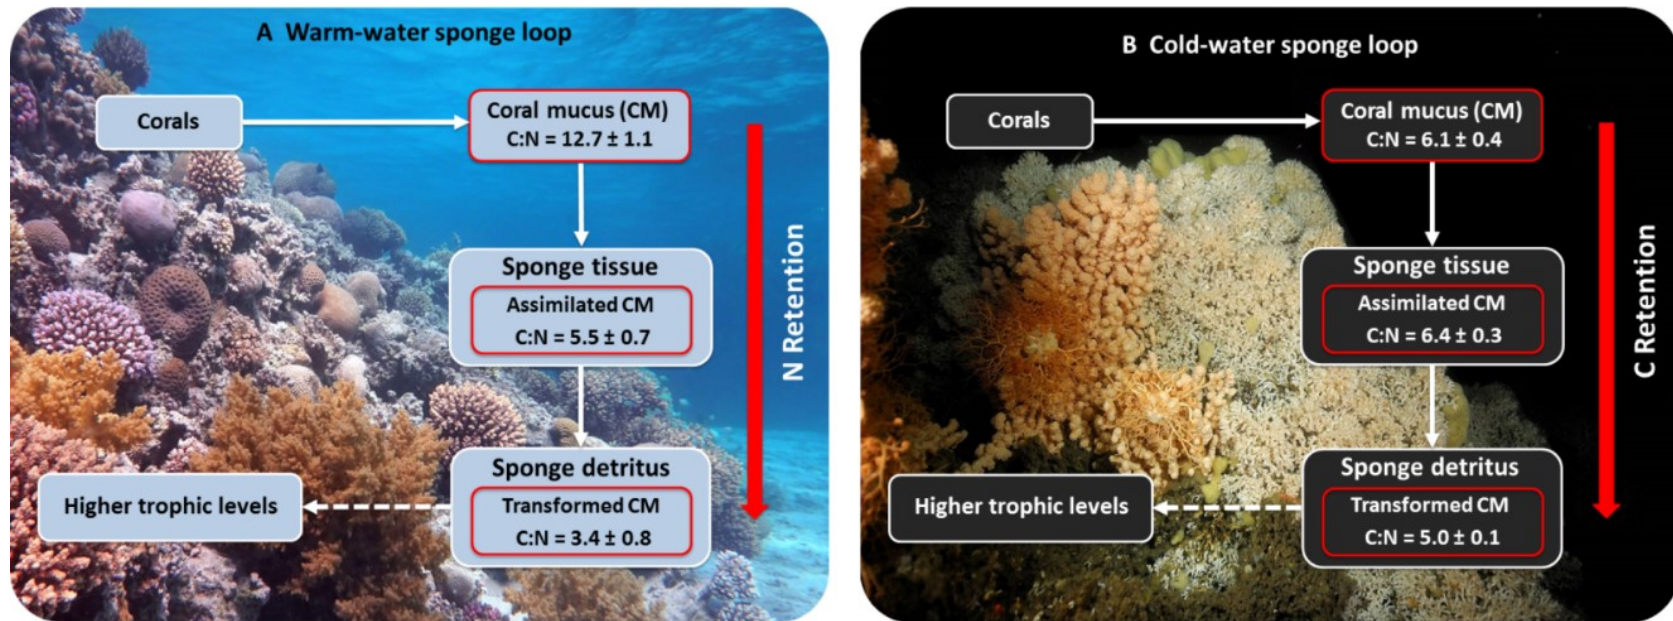 A Warm-water sponge loop
Corals
Coral mucus (CM)
C:N = 12.7 ± 1.1
Sponge tissue
Assimilated CM
C:N = 5.5 ± 0.7
Sponge detritus
Transformed CM
C:N = 3.4 ± 0.8
Higher trophic levels
N Retention
B Cold-water sponge loop
Corals
Coral mucus (CM)
C:N = 6.1 ± 0.4
Sponge tissue
Assimilated CM
C:N = 6.4 ± 0.3
Sponge detritus
Transformed CM
C:N = 5.0 ± 0.1
Higher trophic levels
C Retention